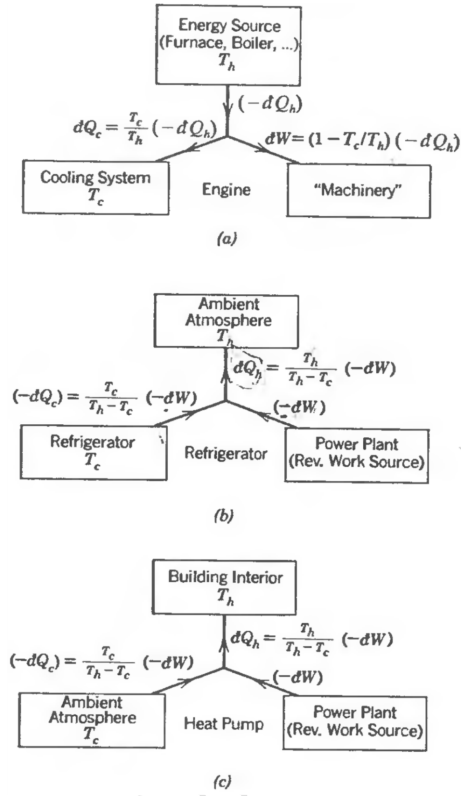 Energy Source
(Furnace, Boiler, ...)
T_h
(−đQ_h)
đQ_c = T_c/T_h (−đQ_h)
đW = (1 − T_c/T_h) (−đQ_h)
Cooling System
T_c
Engine
"Machinery"
(a)
Ambient
Atmosphere
T_h
đQ_h = T_h/(T_h − T_c) (−đW)
(−đQ_c) = T_c/(T_h − T_c) (−đW)
(−đW)
Refrigerator
T_c
Refrigerator
Power Plant
(Rev. Work Source)
(b)
Building Interior
T_h
đQ_h = T_h/(T_h − T_c) (−đW)
(−đQ_c) = T_c/(T_h − T_c) (−đW)
(−đW)
Ambient
Atmosphere
T_c
Heat Pump
Power Plant
(Rev. Work Source)
(c)